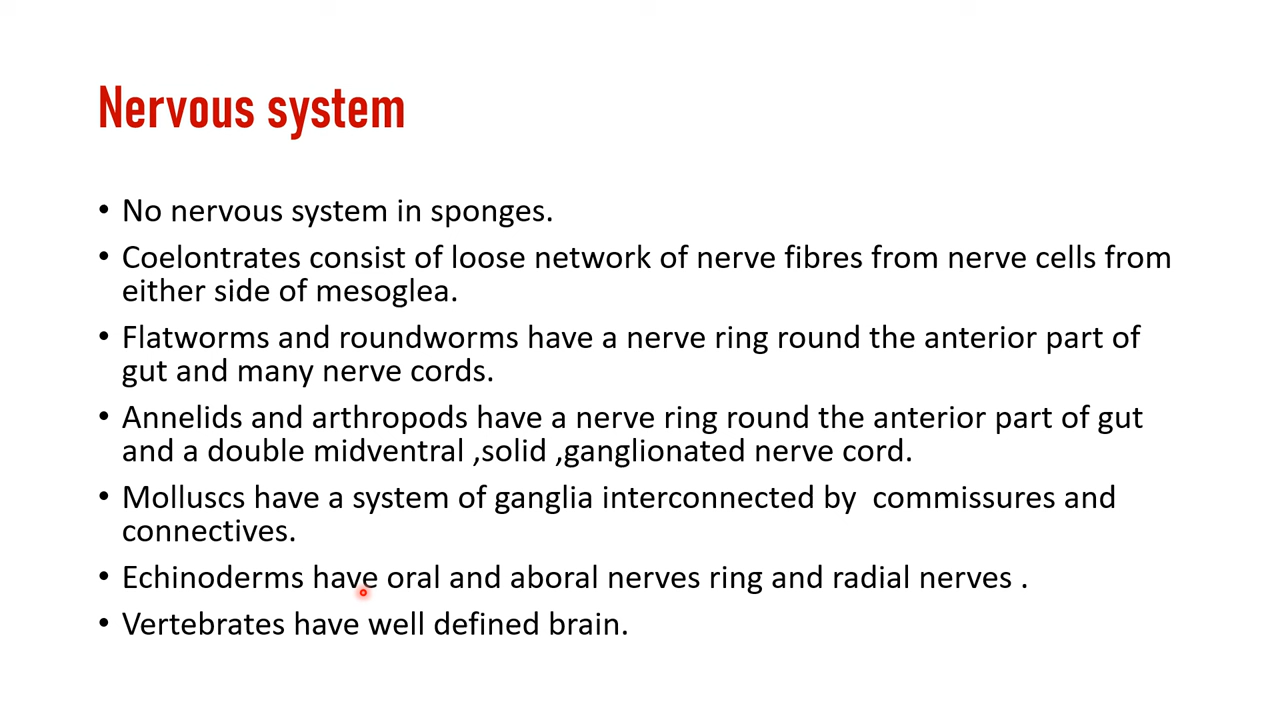 Nervous system
• No nervous system in sponges.
• Coelontrates consist of loose network of nerve fibres from nerve cells from
either side of mesoglea.
• Flatworms and roundworms have a nerve ring round the anterior part of
gut and many nerve cords.
• Annelids and arthropods have a nerve ring round the anterior part of gut
and a double midventral ,solid ,ganglionated nerve cord.
• Molluscs have a system of ganglia interconnected by  commissures and
connectives.
• Echinoderms have oral and aboral nerves ring and radial nerves .
• Vertebrates have well defined brain.